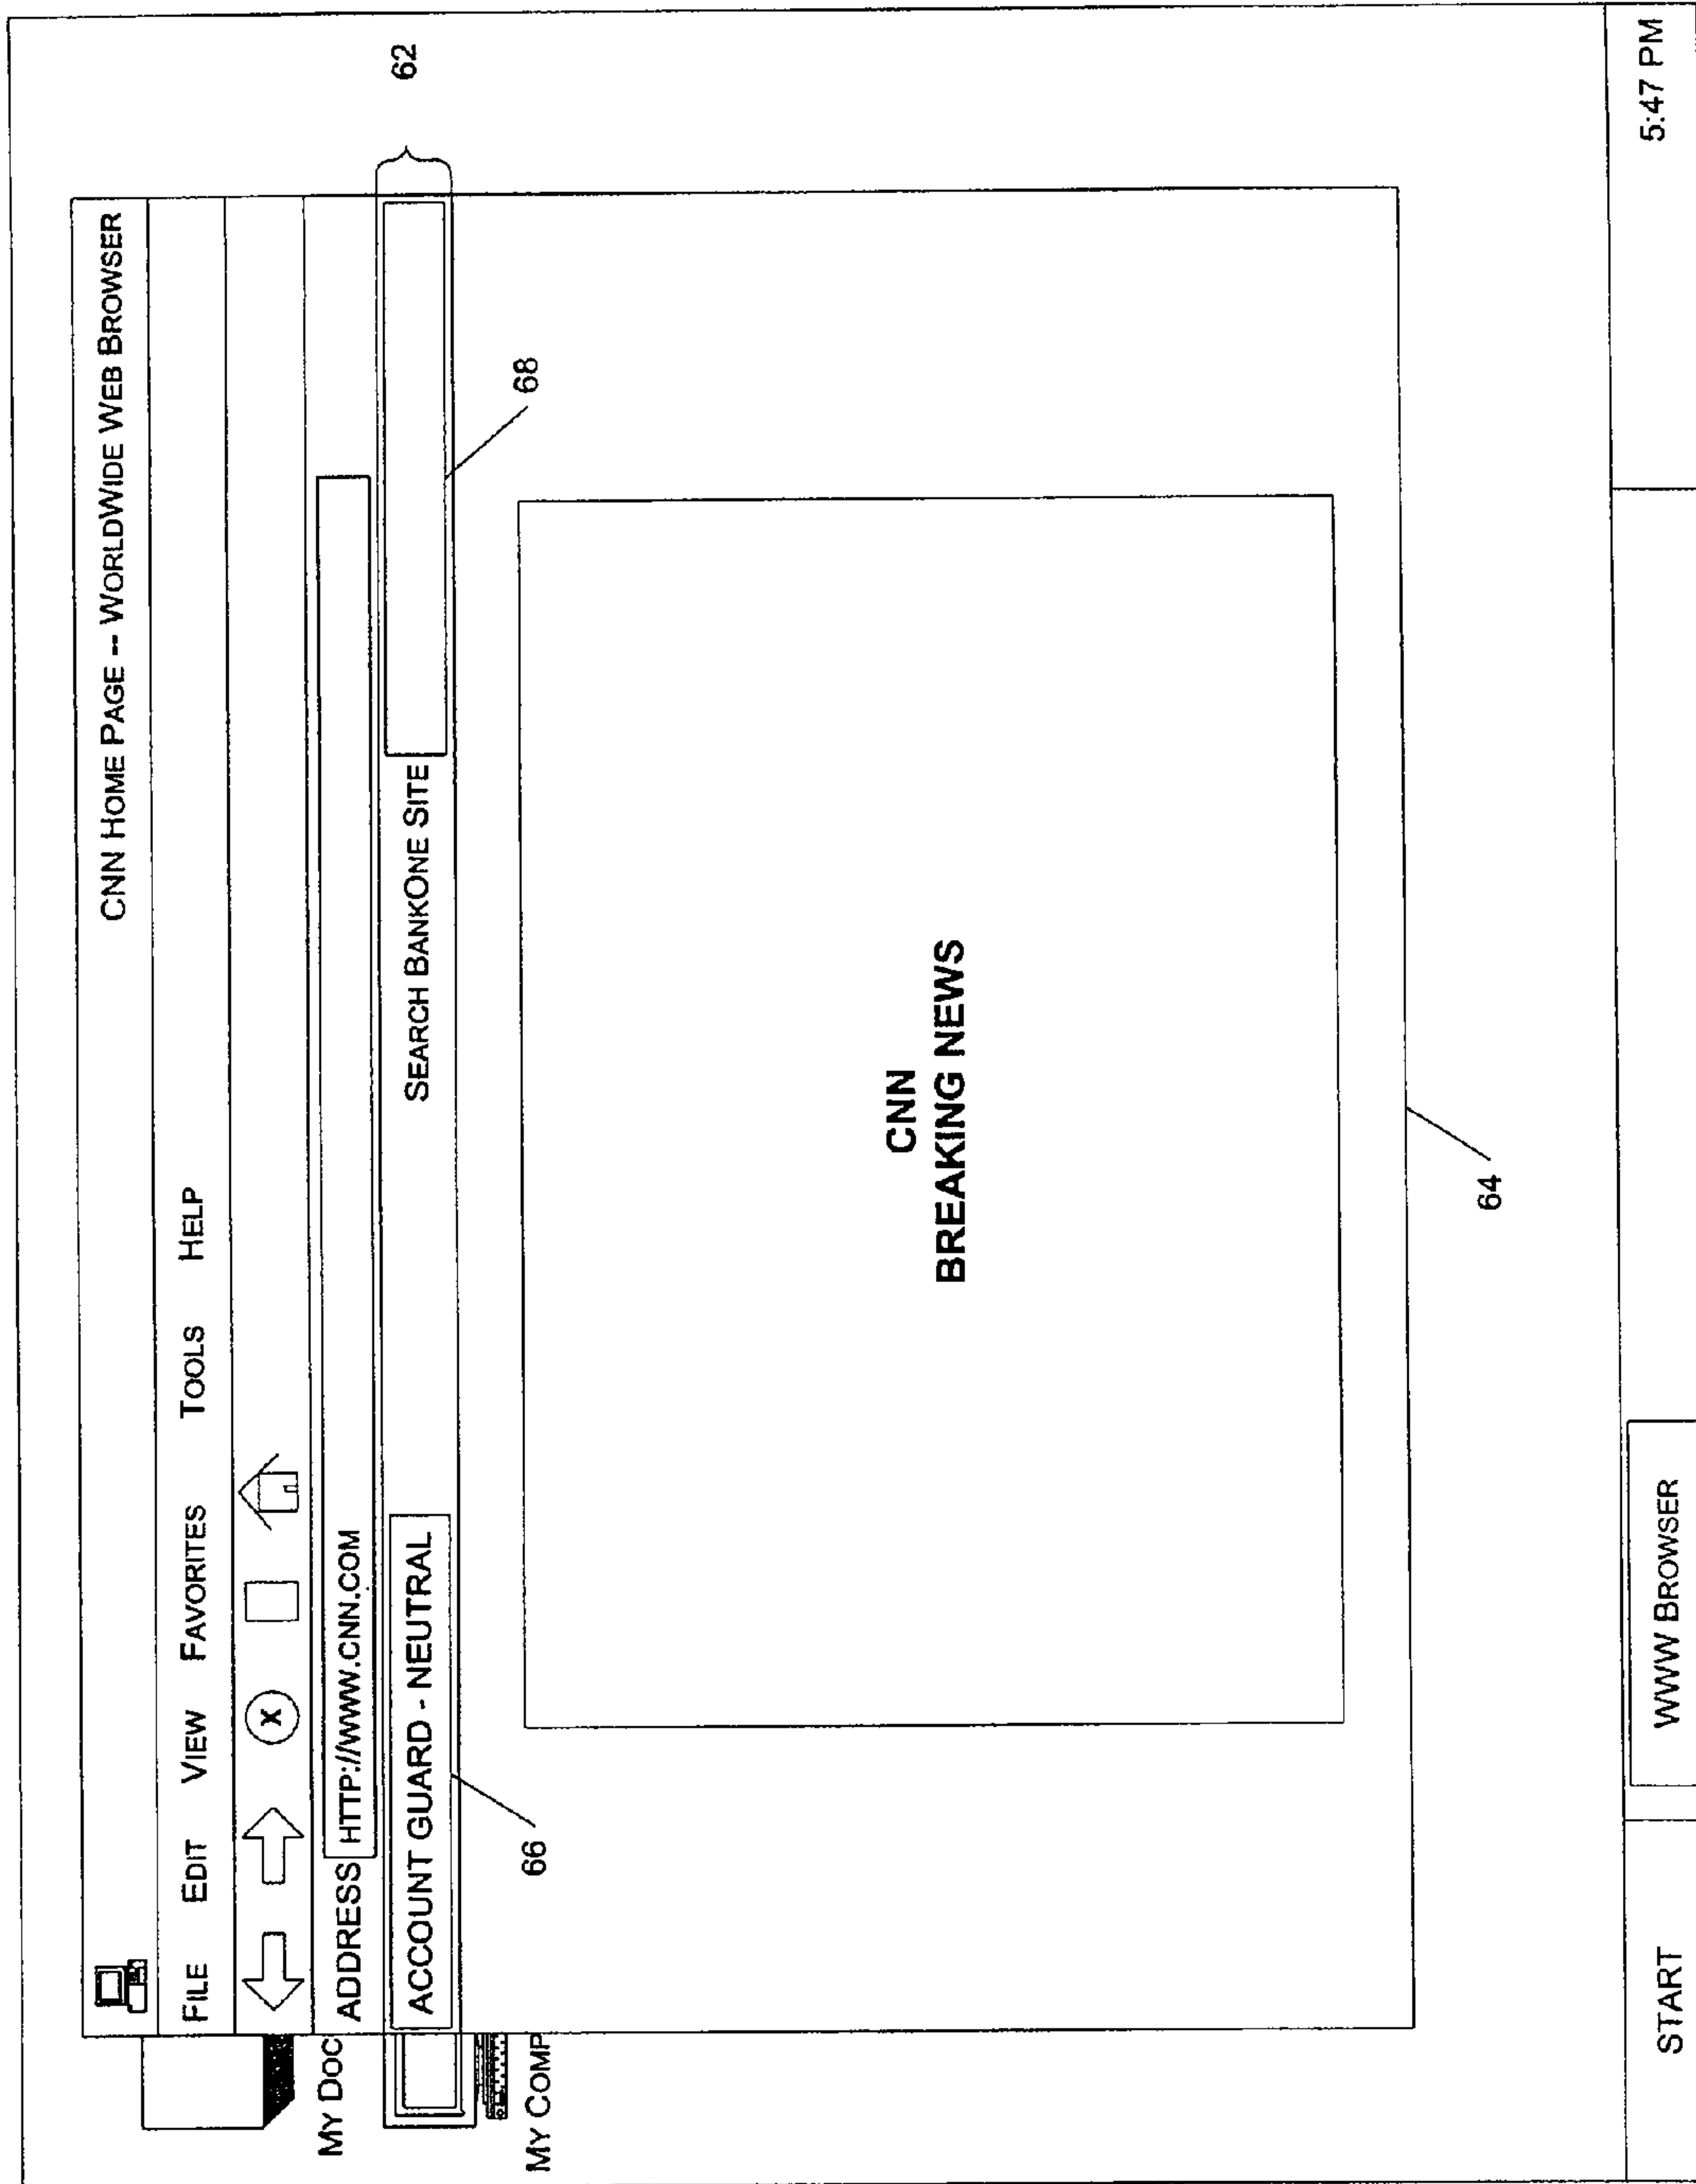 CNN HOME PAGE -- WORLDWIDE WEB BROWSER
FILE EDIT VIEW FAVORITES TOOLS HELP
X
ADDRESS HTTP://WWW.CNN.COM
MY DOC
ACCOUNT GUARD - NEUTRAL SEARCH BANKONE SITE
62
MY COMP
66
68
CNN
BREAKING NEWS
64
START WWW BROWSER 5:47 PM